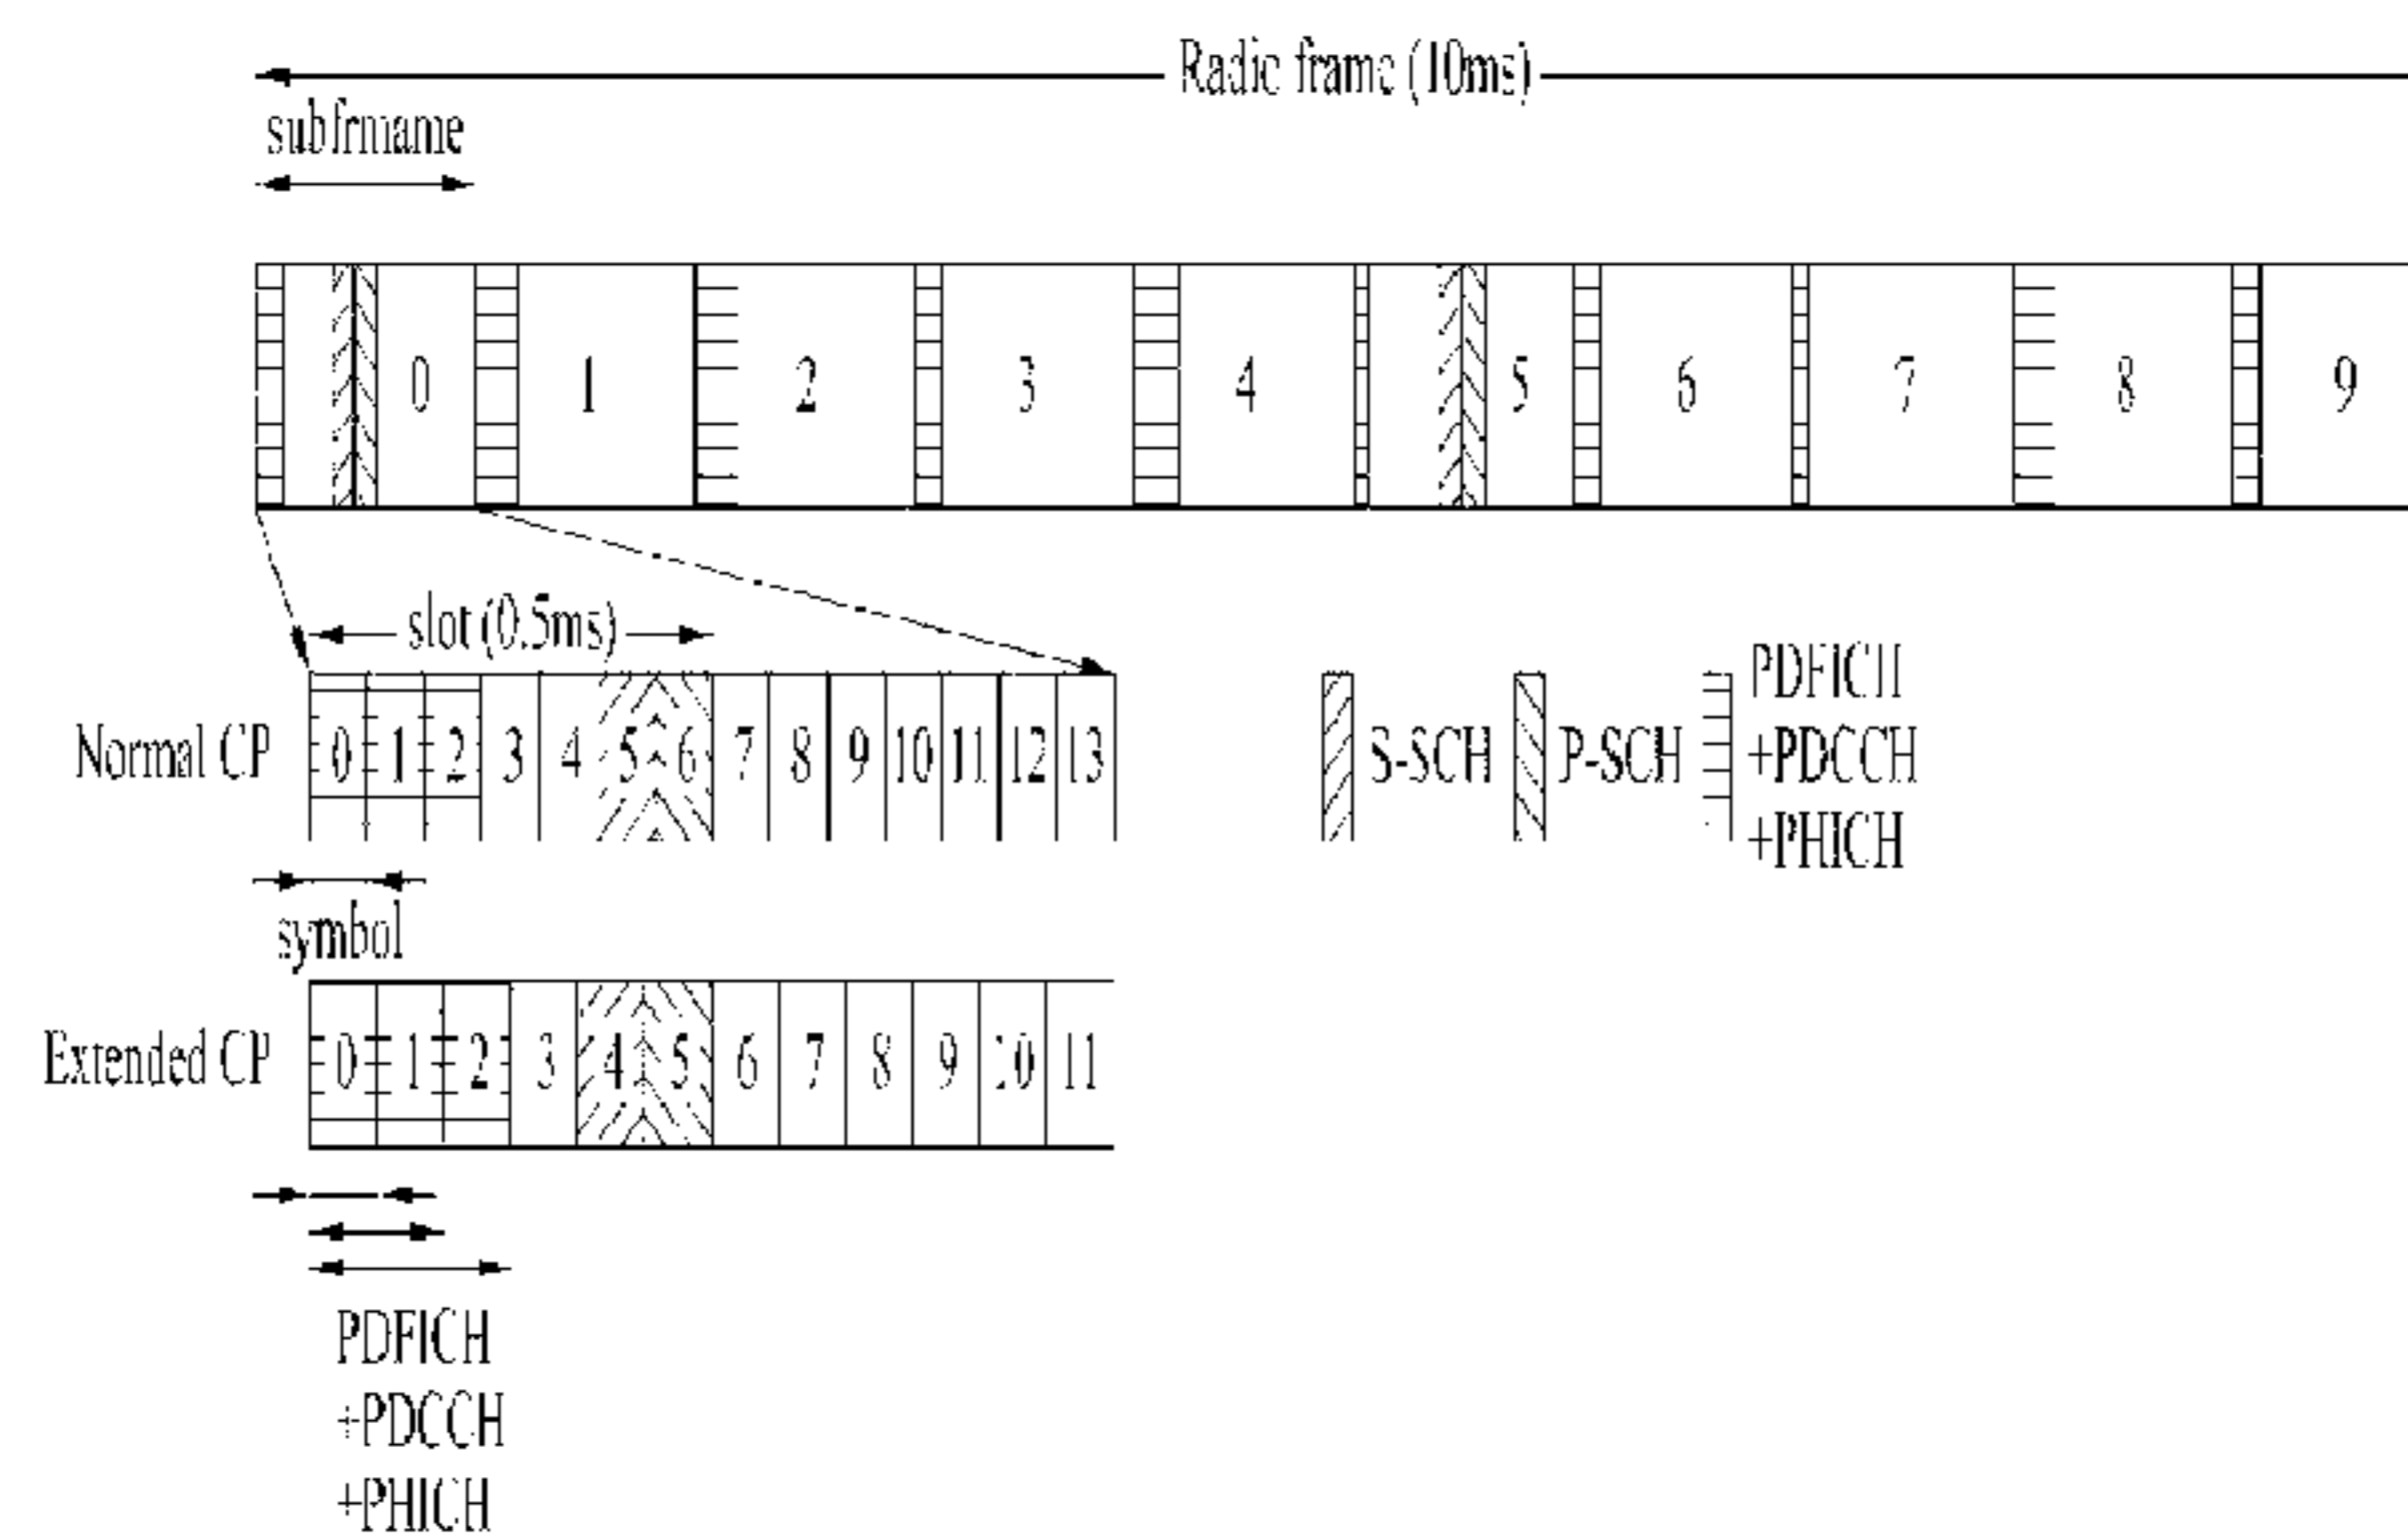 Radio frame (10ms)
subfrmame
0 1 2 3 4 5 6 7 8 9
slot (0.5ms)
Normal CP 0 1 2 3 4 5 6 7 8 9 10 11 12 13
S-SCH P-SCH
PDFICH
+PDCCH
+PHICH
symbol
Extended CP 0 1 2 3 4 5 6 7 8 9 10 11
PDFICH
+PDCCH
+PHICH